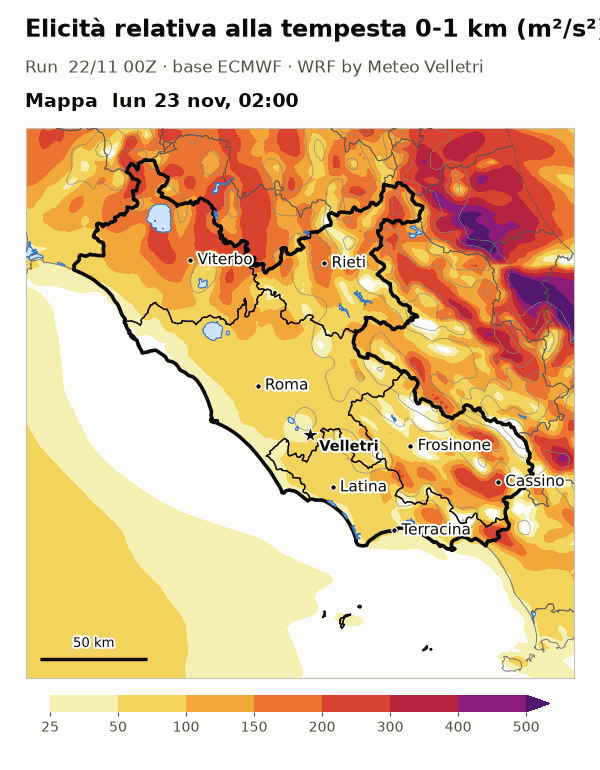 Elicità relativa alla tempesta 0-1 km (m²/s²)
Run 22/11 00Z · base ECMWF · WRF by Meteo Velletri
Mappa lun 23 nov, 02:00
Viterbo
Rieti
Roma
Velletri
Frosinone
Cassino
Latina
Terracina
50 km
25 50 100 150 200 300 400 500